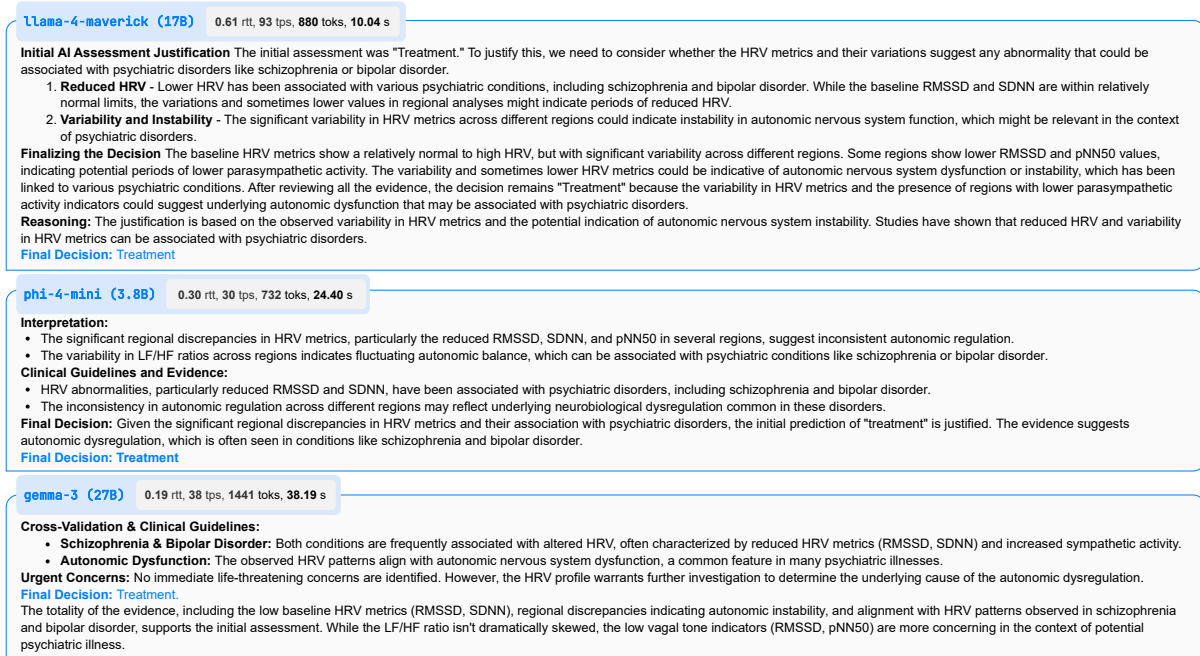 llama-4-maverick (17B) 0.61 rtt, 93 tps, 880 toks, 10.04 s
Initial AI Assessment Justification The initial assessment was "Treatment." To justify this, we need to consider whether the HRV metrics and their variations suggest any abnormality that could be
associated with psychiatric disorders like schizophrenia or bipolar disorder.
1. Reduced HRV - Lower HRV has been associated with various psychiatric conditions, including schizophrenia and bipolar disorder. While the baseline RMSSD and SDNN are within relatively
normal limits, the variations and sometimes lower values in regional analyses might indicate periods of reduced HRV.
2. Variability and Instability - The significant variability in HRV metrics across different regions could indicate instability in autonomic nervous system function, which might be relevant in the context
of psychiatric disorders.
Finalizing the Decision The baseline HRV metrics show a relatively normal to high HRV, but with significant variability across different regions. Some regions show lower RMSSD and pNN50 values,
indicating potential periods of lower parasympathetic activity. The variability and sometimes lower HRV metrics could be indicative of autonomic nervous system dysfunction or instability, which has been
linked to various psychiatric conditions. After reviewing all the evidence, the decision remains "Treatment" because the variability in HRV metrics and the presence of regions with lower parasympathetic
activity indicators could suggest underlying autonomic dysfunction that may be associated with psychiatric disorders.
Reasoning: The justification is based on the observed variability in HRV metrics and the potential indication of autonomic nervous system instability. Studies have shown that reduced HRV and variability
in HRV metrics can be associated with psychiatric disorders.
Final Decision: Treatment
phi-4-mini (3.8B) 0.30 rtt, 30 tps, 732 toks, 24.40 s
Interpretation:
• The significant regional discrepancies in HRV metrics, particularly the reduced RMSSD, SDNN, and pNN50 in several regions, suggest inconsistent autonomic regulation.
• The variability in LF/HF ratios across regions indicates fluctuating autonomic balance, which can be associated with psychiatric conditions like schizophrenia or bipolar disorder.
Clinical Guidelines and Evidence:
• HRV abnormalities, particularly reduced RMSSD and SDNN, have been associated with psychiatric disorders, including schizophrenia and bipolar disorder.
• The inconsistency in autonomic regulation across different regions may reflect underlying neurobiological dysregulation common in these disorders.
Final Decision: Given the significant regional discrepancies in HRV metrics and their association with psychiatric disorders, the initial prediction of "treatment" is justified. The evidence suggests
autonomic dysregulation, which is often seen in conditions like schizophrenia and bipolar disorder.
Final Decision: Treatment
gemma-3 (27B) 0.19 rtt, 38 tps, 1441 toks, 38.19 s
Cross-Validation & Clinical Guidelines:
• Schizophrenia & Bipolar Disorder: Both conditions are frequently associated with altered HRV, often characterized by reduced HRV metrics (RMSSD, SDNN) and increased sympathetic activity.
• Autonomic Dysfunction: The observed HRV patterns align with autonomic nervous system dysfunction, a common feature in many psychiatric illnesses.
Urgent Concerns: No immediate life-threatening concerns are identified. However, the HRV profile warrants further investigation to determine the underlying cause of the autonomic dysregulation.
Final Decision: Treatment.
The totality of the evidence, including the low baseline HRV metrics (RMSSD, SDNN), regional discrepancies indicating autonomic instability, and alignment with HRV patterns observed in schizophrenia
and bipolar disorder, supports the initial assessment. While the LF/HF ratio isn't dramatically skewed, the low vagal tone indicators (RMSSD, pNN50) are more concerning in the context of potential
psychiatric illness.